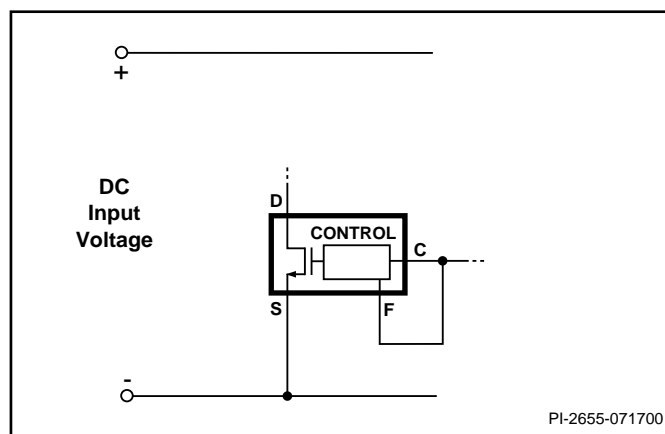 +
DC
Input
Voltage
D
CONTROL
C
S
F
-
PI-2655-071700